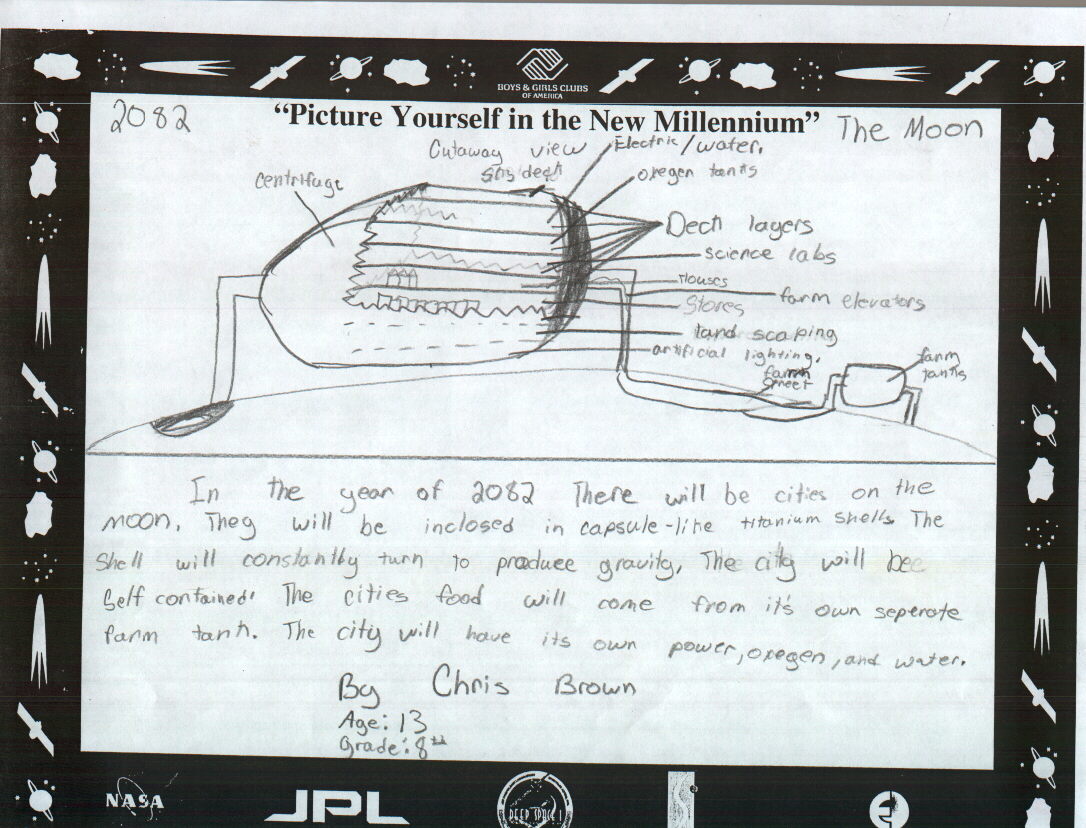 BOYS & GIRLS CLUBS
OF AMERICA
2082
"Picture Yourself in the New Millennium"
The Moon
Cutaway view
Electric/water.
oxegen tanks
centrifuge
Deck layers
science labs
Houses
farm elevators
Stores
land scaping
artificial lighting.
farm
street
farm
tanks
In the year of 2082 There will be cities on the
moon. They will be inclosed in capsule-like titanium shells The
Shell will constantly turn to produce gravity. The city will bee
Self contained. The cities food will come from it's own seperate
farm tank. The city will have its own power, oxegen, and water.
By Chris Brown
Age: 13
Grade: 8th
NASA
JPL
DEEP SPACE 1